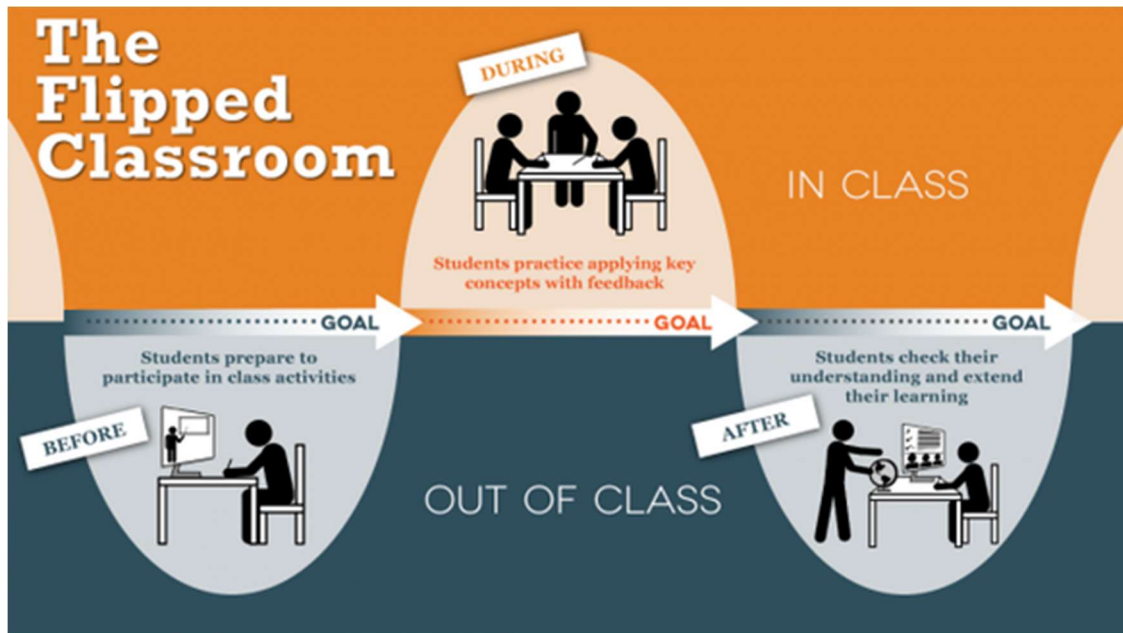 The
Flipped
Classroom
DURING
IN CLASS
Students practice applying key
concepts with feedback
GOAL
GOAL
GOAL
Students prepare to
participate in class activities
BEFORE
OUT OF CLASS
Students check their
understanding and extend
their learning
AFTER